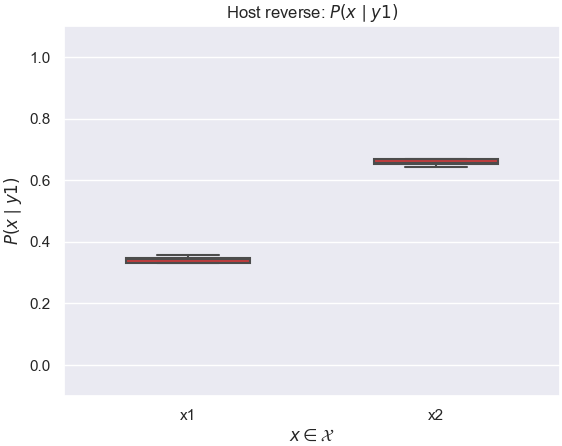 Host reverse: P(x | y1)
P(x | y1)
1.0
0.8
0.6
0.4
0.2
0.0
x1 x2
x ∈ 𝒳